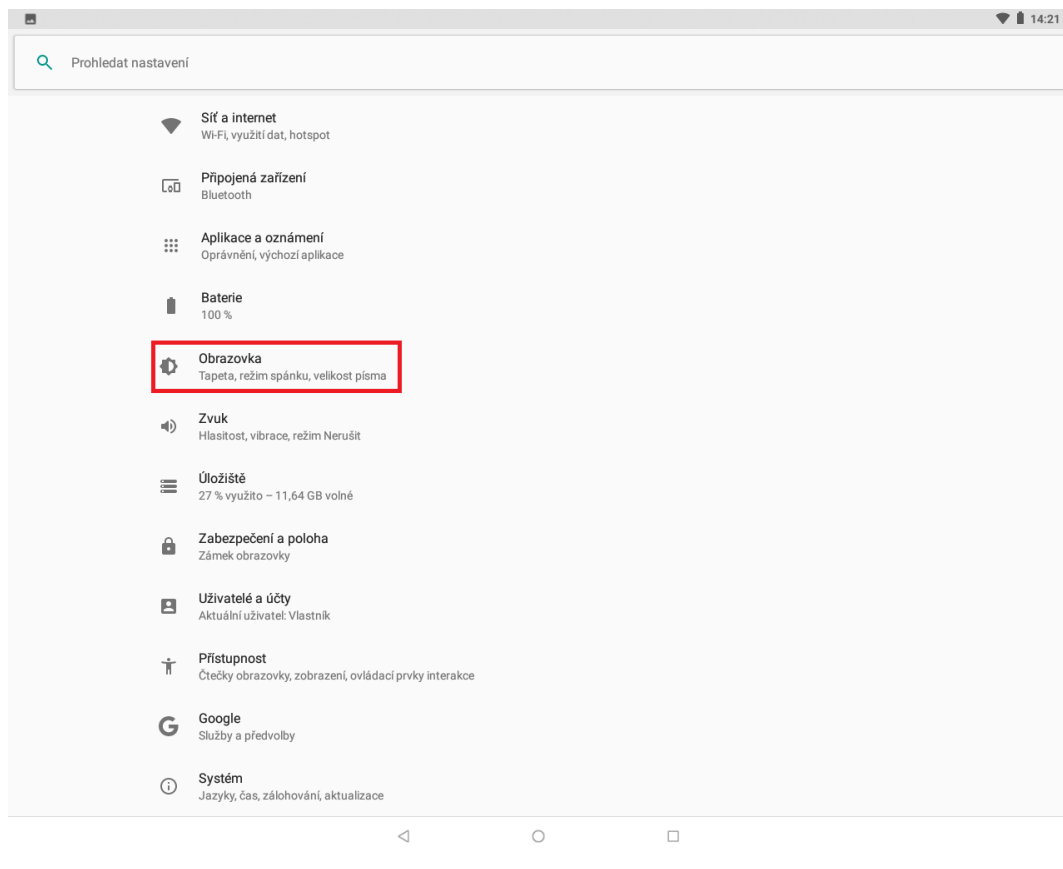 14:21
Prohledat nastavení
Síť a internet
Wi-Fi, využití dat, hotspot
Připojená zařízení
Bluetooth
Aplikace a oznámení
Oprávnění, výchozí aplikace
Baterie
100 %
Obrazovka
Tapeta, režim spánku, velikost písma
Zvuk
Hlasitost, vibrace, režim Nerušit
Úložiště
27 % využito – 11,64 GB volné
Zabezpečení a poloha
Zámek obrazovky
Uživatelé a účty
Aktuální uživatel: Vlastník
Přístupnost
Čtečky obrazovky, zobrazení, ovládací prvky interakce
Google
Služby a předvolby
Systém
Jazyky, čas, zálohování, aktualizace